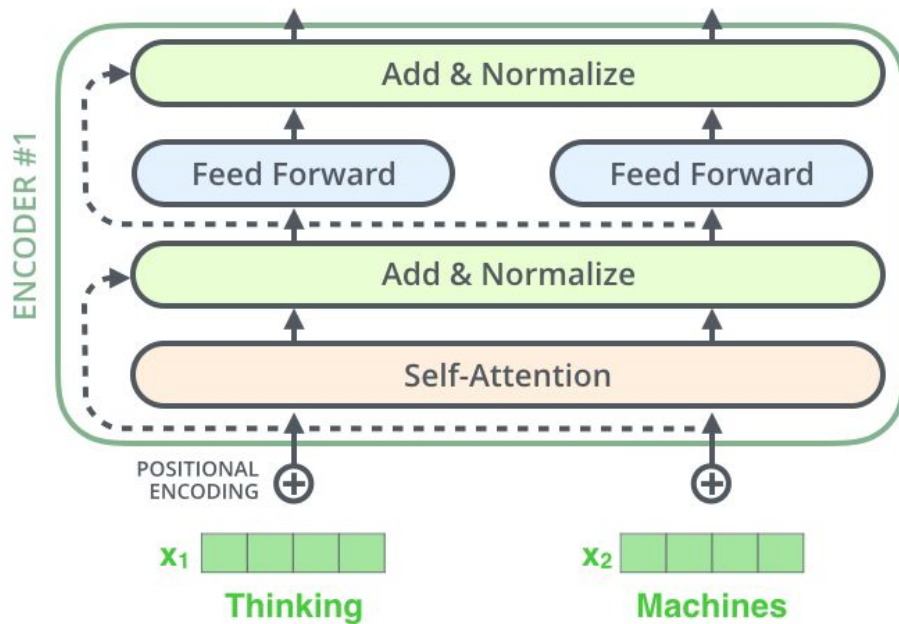 ENCODER #1
Add & Normalize
Feed Forward
Feed Forward
Add & Normalize
Self-Attention
POSITIONAL
ENCODING
x1
x2
Thinking
Machines